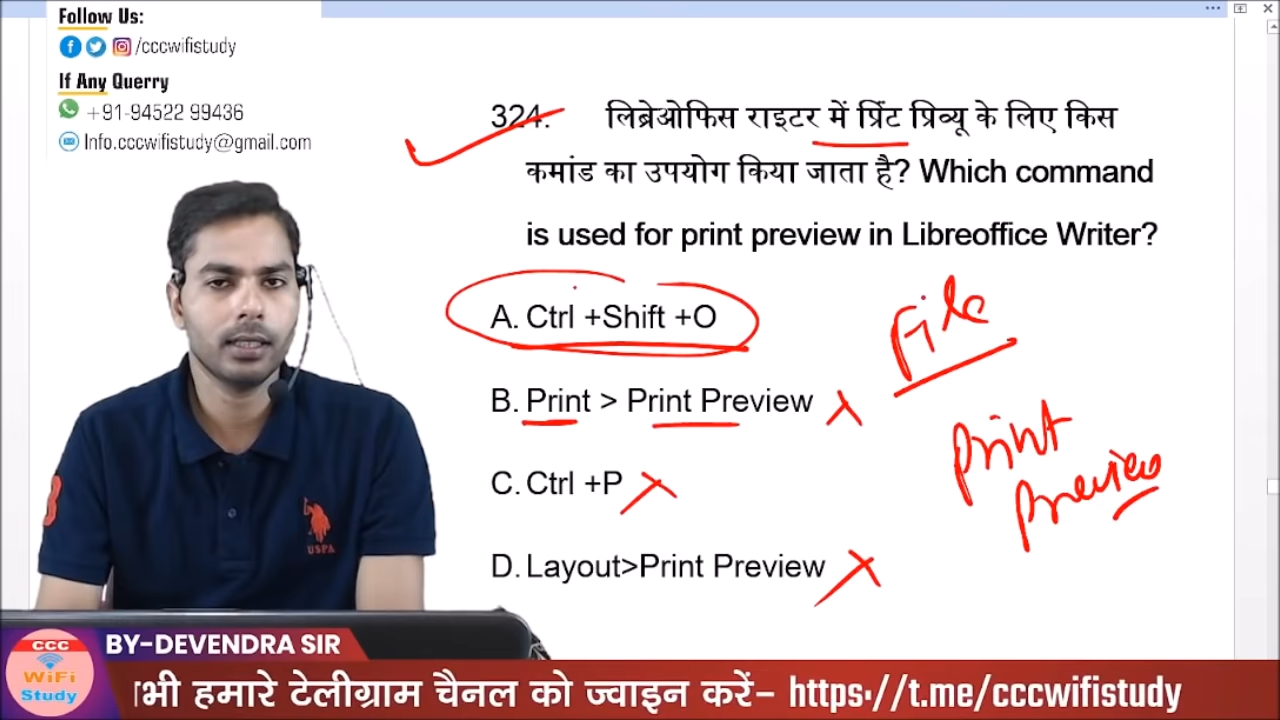 Follow Us:
/cccwifistudy
If Any Querry
+91-94522 99436
Info.cccwifistudy@gmail.com
324. लिब्रेओफिस राइटर में प्रिंट प्रिव्यू के लिए किस
कमांड का उपयोग किया जाता है? Which command
is used for print preview in Libreoffice Writer?
A. Ctrl +Shift +O
B. Print > Print Preview
C. Ctrl +P
D. Layout>Print Preview
File
Print
Preview
USPA
3
CCC
WiFi
Study
BY-DEVENDRA SIR
भी हमारे टेलीग्राम चैनल को ज्वाइन करें– https://t.me/cccwifistudy